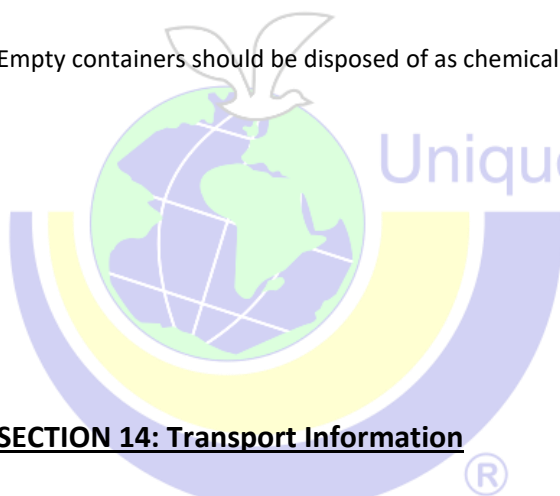 Empty containers should be disposed of as chemical
Uniqu
SECTION 14: Transport Information
®